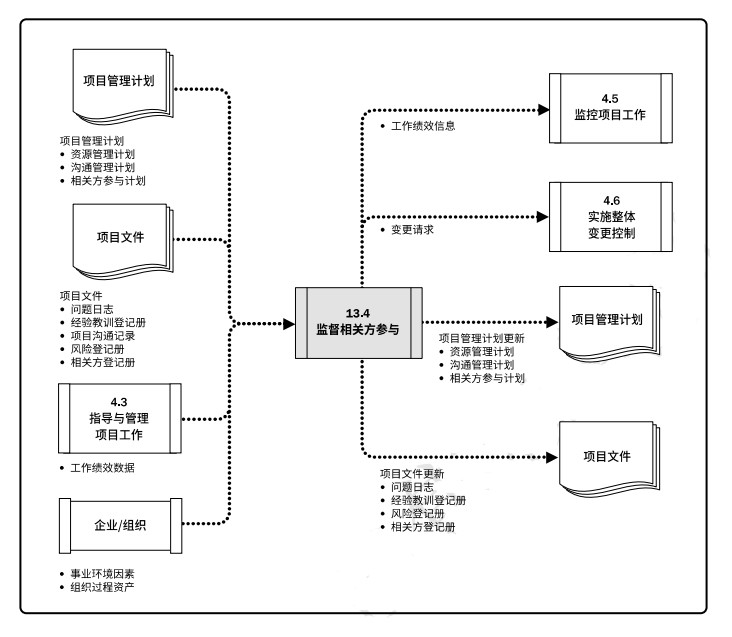 项目管理计划
项目管理计划
• 资源管理计划
• 沟通管理计划
• 相关方参与计划
项目文件
项目文件
• 问题日志
• 经验教训登记册
• 项目沟通记录
• 风险登记册
• 相关方登记册
4.3
指导与管理
项目工作
• 工作绩效数据
企业/组织
• 事业环境因素
• 组织过程资产
13.4
监督相关方参与
• 工作绩效信息
4.5
监控项目工作
• 变更请求
4.6
实施整体
变更控制
项目管理计划
项目管理计划更新
• 资源管理计划
• 沟通管理计划
• 相关方参与计划
项目文件
项目文件更新
• 问题日志
• 经验教训登记册
• 风险登记册
• 相关方登记册